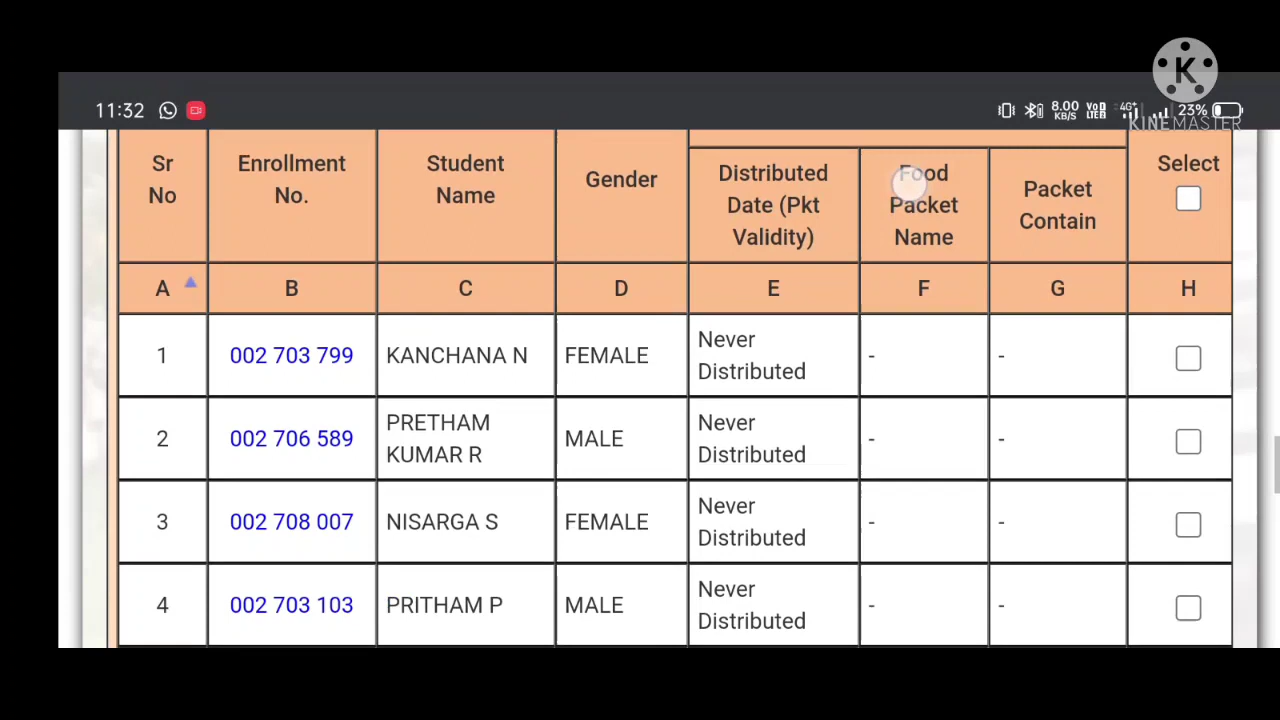 K
11:32 8.00 KB/S VoD LTE 4G+ 23%
KINEMASTER
Sr No Enrollment No. Student Name Gender Distributed Date (Pkt Validity) Food Packet Name Packet Contain Select
A B C D E F G H
1 002 703 799 KANCHANA N FEMALE Never Distributed - -
2 002 706 589 PRETHAM KUMAR R MALE Never Distributed - -
3 002 708 007 NISARGA S FEMALE Never Distributed - -
4 002 703 103 PRITHAM P MALE Never Distributed - -